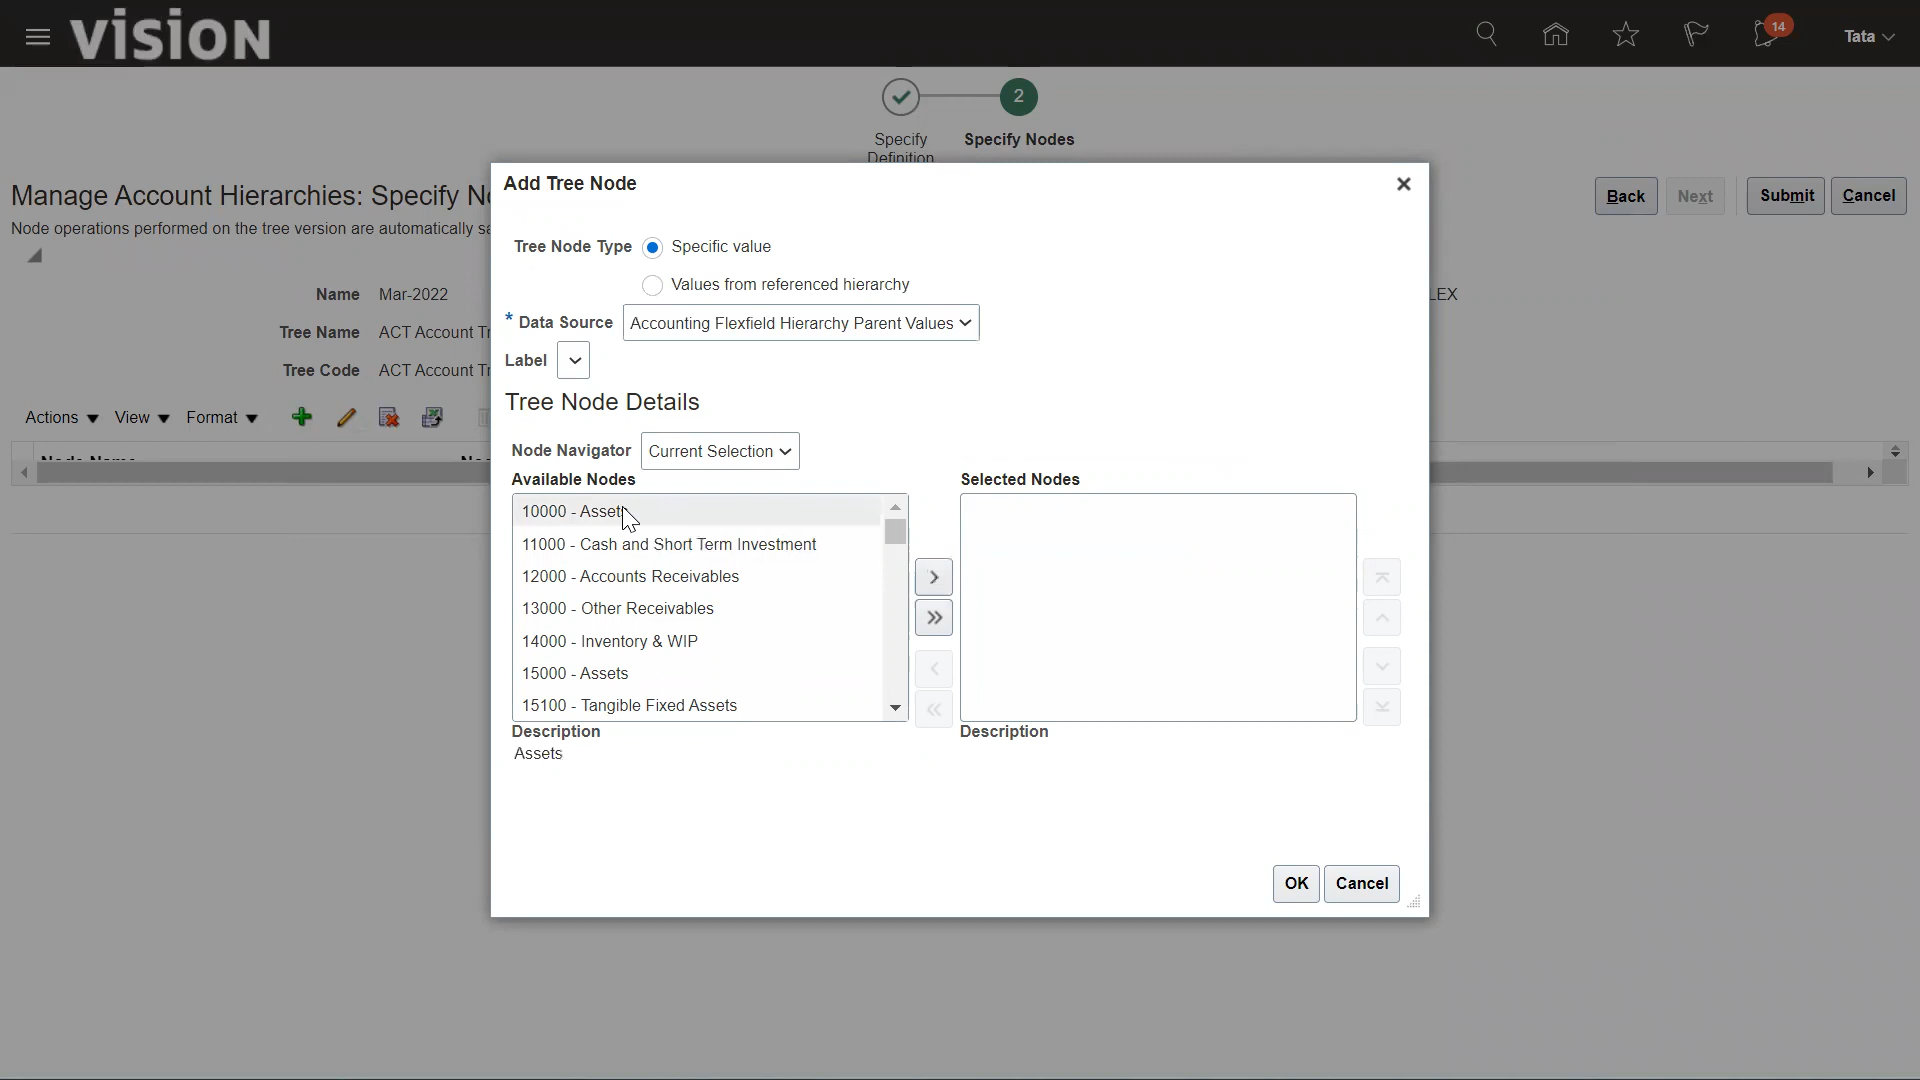 VISION
14
Tata
2
Specify
Definition
Specify Nodes
Manage Account Hierarchies: Specify
Back
Next
Submit
Cancel
Node operations performed on the tree version are automatically
Name Mar-2022
LEX
Tree Name ACT Account
Tree Code ACT Account
Actions View Format
Node Name
Add Tree Node
Tree Node Type Specific value
Values from referenced hierarchy
* Data Source Accounting Flexfield Hierarchy Parent Values
Label
Tree Node Details
Node Navigator Current Selection
Available Nodes
Selected Nodes
10000 - Assets
11000 - Cash and Short Term Investment
12000 - Accounts Receivables
13000 - Other Receivables
14000 - Inventory & WIP
15000 - Assets
15100 - Tangible Fixed Assets
Description
Description
Assets
OK
Cancel